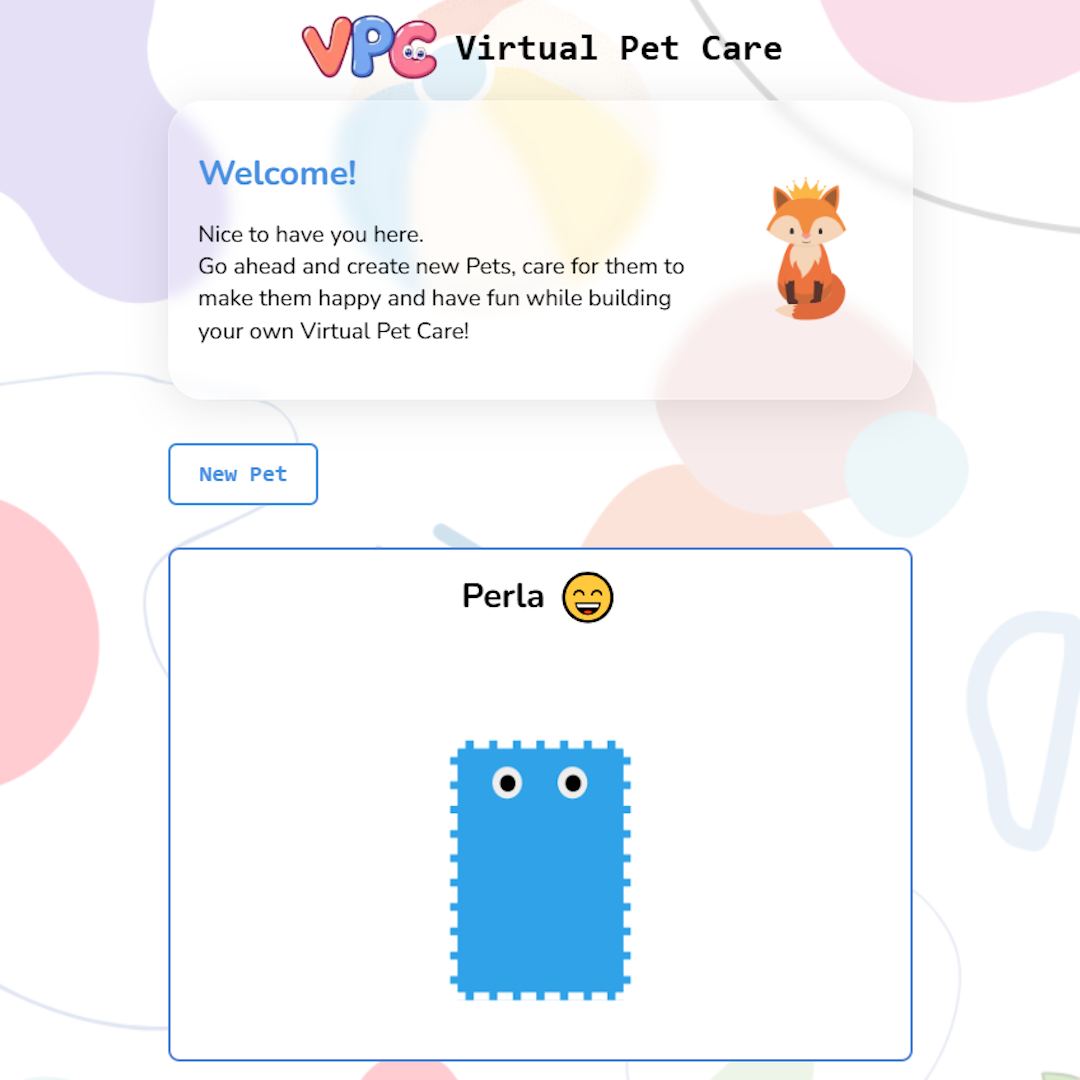 VPC Virtual Pet Care
Welcome!
Nice to have you here.
Go ahead and create new Pets, care for them to
make them happy and have fun while building
your own Virtual Pet Care!
New Pet
Perla